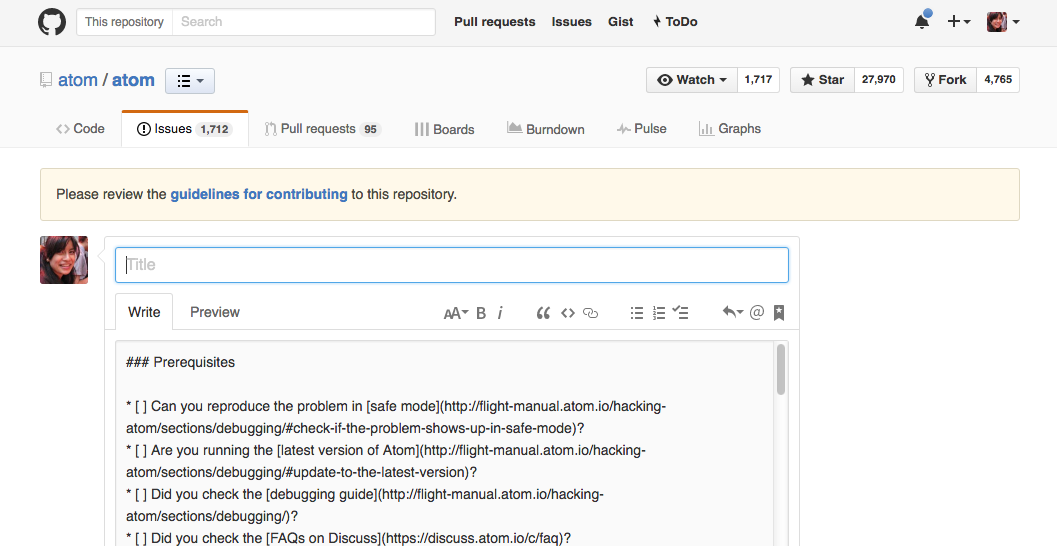 This repository Search Pull requests Issues Gist ToDo
atom / atom Watch 1,717 Star 27,970 Fork 4,765
Code Issues 1,712 Pull requests 95 Boards Burndown Pulse Graphs
Please review the guidelines for contributing to this repository.
Title
Write Preview AA B i @
### Prerequisites
* [ ] Can you reproduce the problem in [safe mode](http://flight-manual.atom.io/hacking-
atom/sections/debugging/#check-if-the-problem-shows-up-in-safe-mode)?
* [ ] Are you running the [latest version of Atom](http://flight-manual.atom.io/hacking-
atom/sections/debugging/#update-to-the-latest-version)?
* [ ] Did you check the [debugging guide](http://flight-manual.atom.io/hacking-
atom/sections/debugging/)?
* [ ] Did you check the [FAQs on Discuss](https://discuss.atom.io/c/faq)?